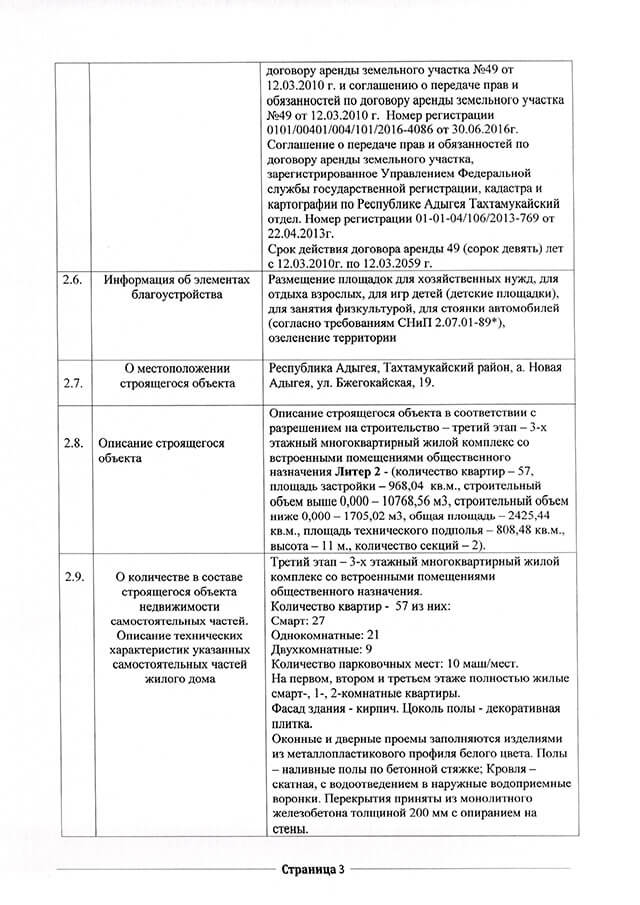 договору аренды земельного участка №49 от
12.03.2010 г. и соглашению о передаче прав и
обязанностей по договору аренды земельного участка
№49 от 12.03.2010 г. Номер регистрации
0101/00401/004/101/2016-4086 от 30.06.2016г.
Соглашение о передаче прав и обязанностей по
договору аренды земельного участка,
зарегистрированное Управлением Федеральной
службы государственной регистрации, кадастра и
картографии по Республике Адыгея Тахтамукайский
отдел. Номер регистрации 01-01-04/106/2013-769 от
22.04.2013г.
Срок действия договора аренды 49 (сорок девять) лет
с 12.03.2010г. по 12.03.2059 г.
2.6.
Информация об элементах
благоустройства
Размещение площадок для хозяйственных нужд, для
отдыха взрослых, для игр детей (детские площадки),
для занятия физкультурой, для стоянки автомобилей
(согласно требованиям СНиП 2.07.01-89*),
озеленение территории
2.7.
О местоположении
строящегося объекта
Республика Адыгея, Тахтамукайский район, а. Новая
Адыгея, ул. Бжегокайская, 19.
2.8.
Описание строящегося
объекта
Описание строящегося объекта в соответствии с
разрешением на строительство – третий этап – 3-х
этажный многоквартирный жилой комплекс со
встроенными помещениями общественного
назначения Литер 2 - (количество квартир – 57,
площадь застройки – 968,04 кв.м., строительный
объем выше 0,000 – 10768,56 м3, строительный объем
ниже 0,000 – 1705,02 м3, общая площадь – 2425,44
кв.м., площадь технического подполья – 808,48 кв.м.,
высота – 11 м., количество секций – 2).
2.9.
О количестве в составе
строящегося объекта
недвижимости
самостоятельных частей.
Описание технических
характеристик указанных
самостоятельных частей
жилого дома
Третий этап – 3-х этажный многоквартирный жилой
комплекс со встроенными помещениями
общественного назначения.
Количество квартир - 57 из них:
Смарт: 27
Однокомнатные: 21
Двухкомнатные: 9
Количество парковочных мест: 10 маш/мест.
На первом, втором и третьем этаже полностью жилые
смарт-, 1-, 2-комнатные квартиры.
Фасад здания - кирпич. Цоколь полы - декоративная
плитка.
Оконные и дверные проемы заполняются изделиями
из металлопластикового профиля белого цвета. Полы
– наливные полы по бетонной стяжке; Кровля –
скатная, с водоотведением в наружные водоприемные
воронки. Перекрытия приняты из монолитного
железобетона толщиной 200 мм с опиранием на
стены.
Страница 3